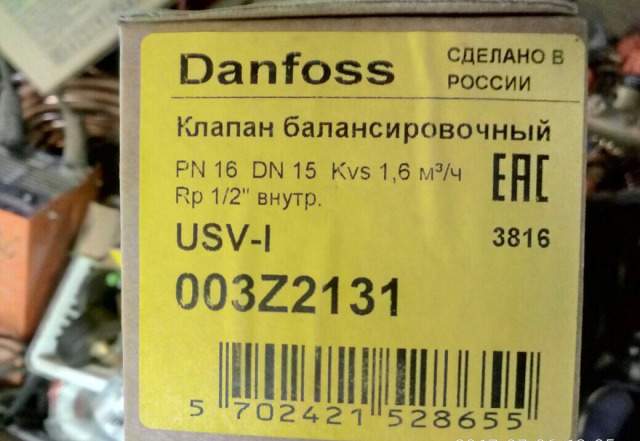 Danfoss
СДЕЛАНО В
РОССИИ
Клапан балансировочный
PN 16 DN 15 Kvs 1,6 м³/ч
Rp 1/2" внутр.
EAC
USV-I
3816
003Z2131
5 702421 528655